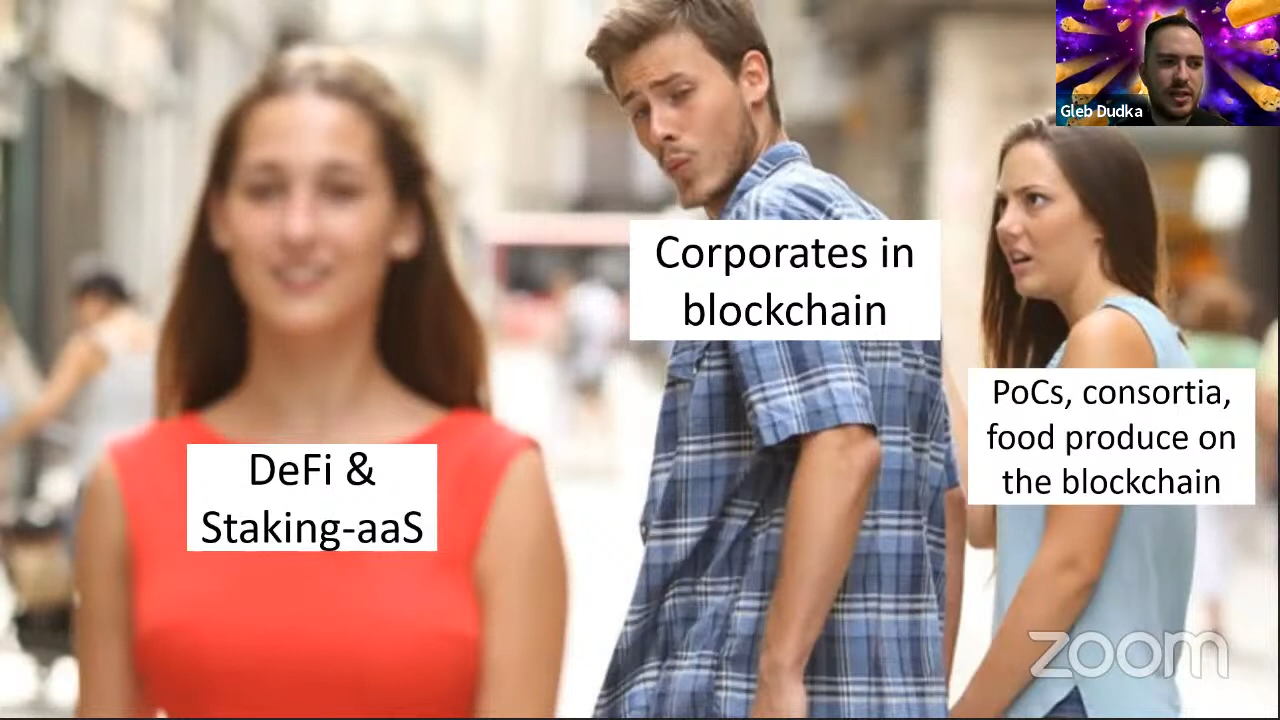 Gleb Dudka
Corporates in
blockchain
PoCs, consortia,
food produce on
the blockchain
DeFi &
Staking-aaS
zoom